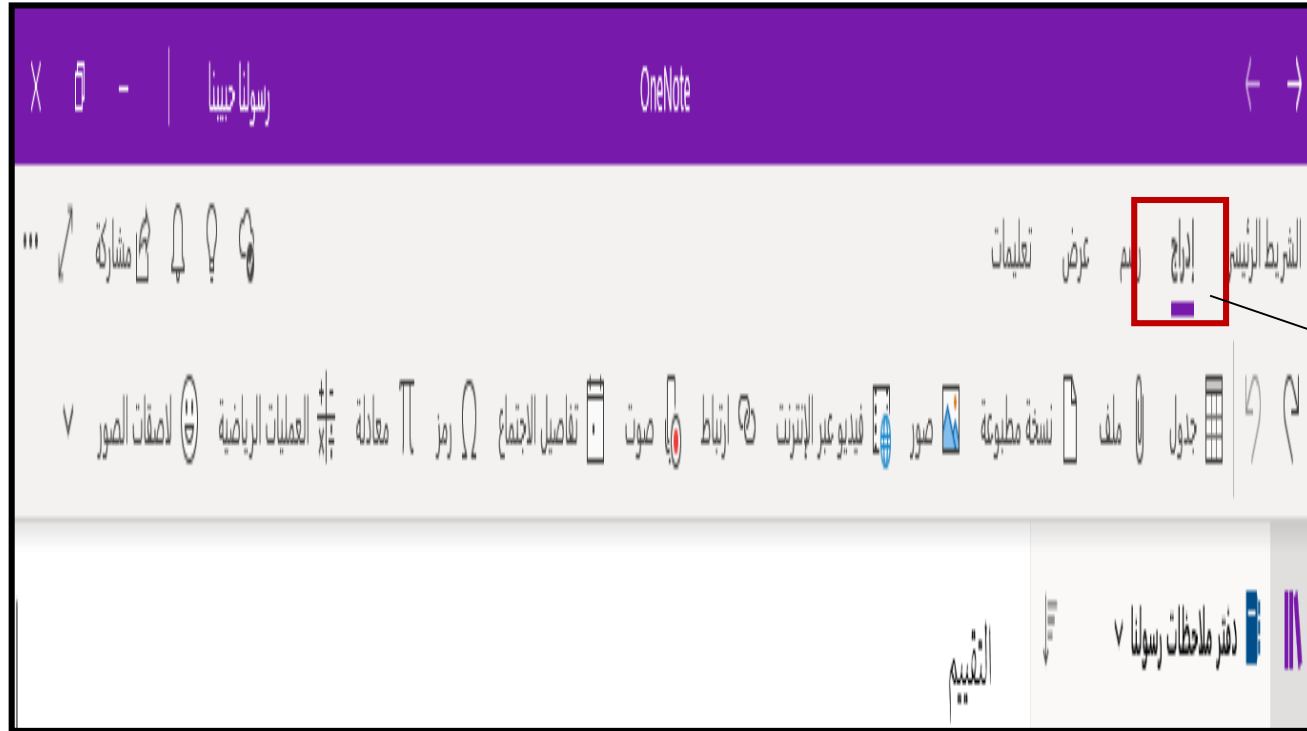 OneNote
رسولنا حبيبنا
الشريط الرئيسي إدراج رسم عرض تعليمات مشاركة
جدول ملف نسخة مطبوعة صور فيديو عبر الإنترنت ارتباط صوت تفاصيل الاجتماع رمز معادلة العمليات الرياضية لاصقات الصور
دفتر ملاحظات رسولنا
التقييم